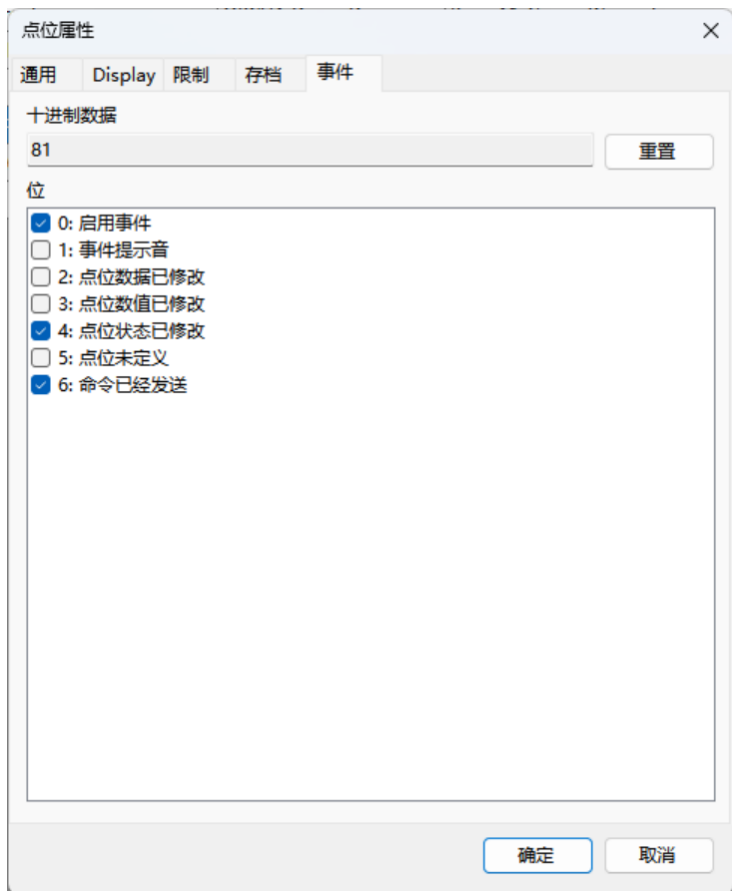 点位属性
通用 Display 限制 存档 事件
十进制数据
81 重置
位
0: 启用事件
1: 事件提示音
2: 点位数据已修改
3: 点位数值已修改
4: 点位状态已修改
5: 点位未定义
6: 命令已经发送
确定 取消